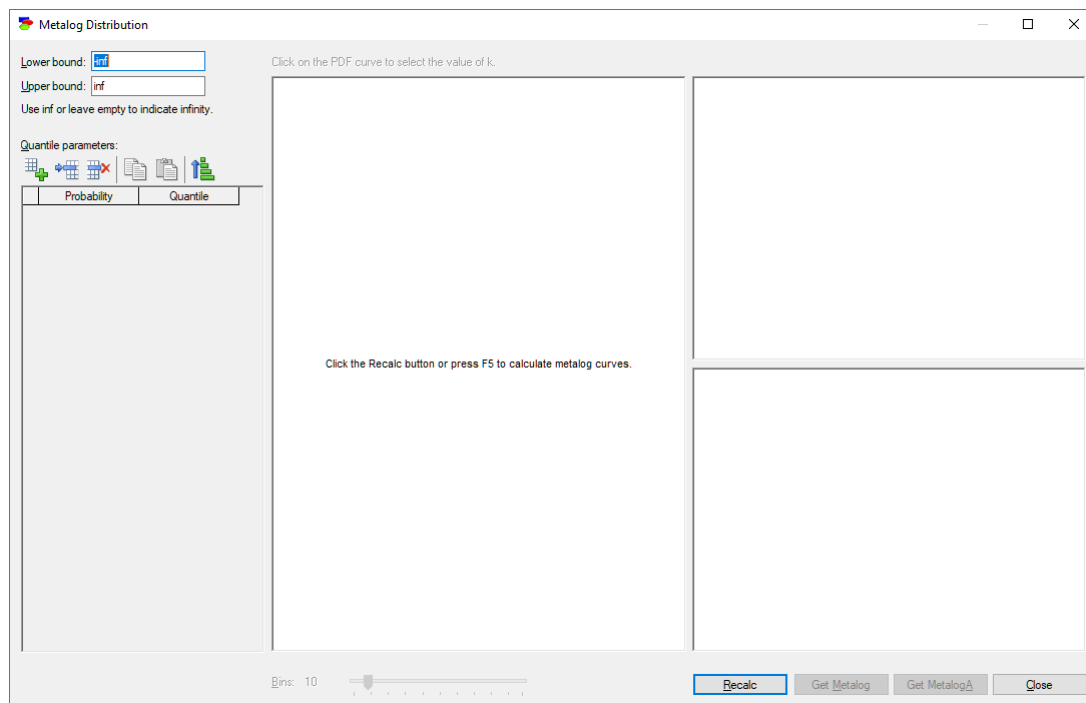 Metalog Distribution
Lower bound: -inf
Upper bound: inf
Use inf or leave empty to indicate infinity.
Quantile parameters:
Probability Quantile
Click on the PDF curve to select the value of k.
Click the Recalc button or press F5 to calculate metalog curves.
Bins: 10
Recalc Get Metalog Get MetalogA Close